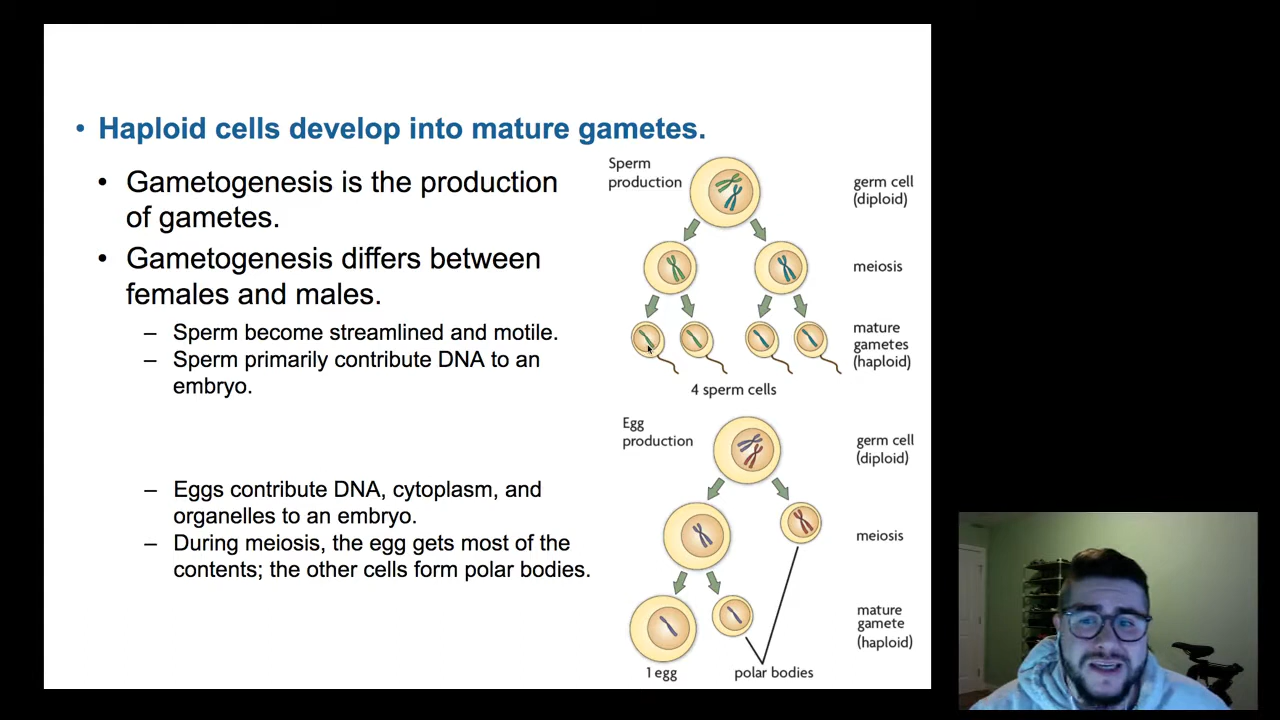 • Haploid cells develop into mature gametes.
• Gametogenesis is the production
of gametes.
• Gametogenesis differs between
females and males.
– Sperm become streamlined and motile.
– Sperm primarily contribute DNA to an
embryo.
– Eggs contribute DNA, cytoplasm, and
organelles to an embryo.
– During meiosis, the egg gets most of the
contents; the other cells form polar bodies.
Sperm
production
germ cell
(diploid)
meiosis
mature
gametes
(haploid)
4 sperm cells
Egg
production
germ cell
(diploid)
meiosis
mature
gamete
(haploid)
1 egg
polar bodies